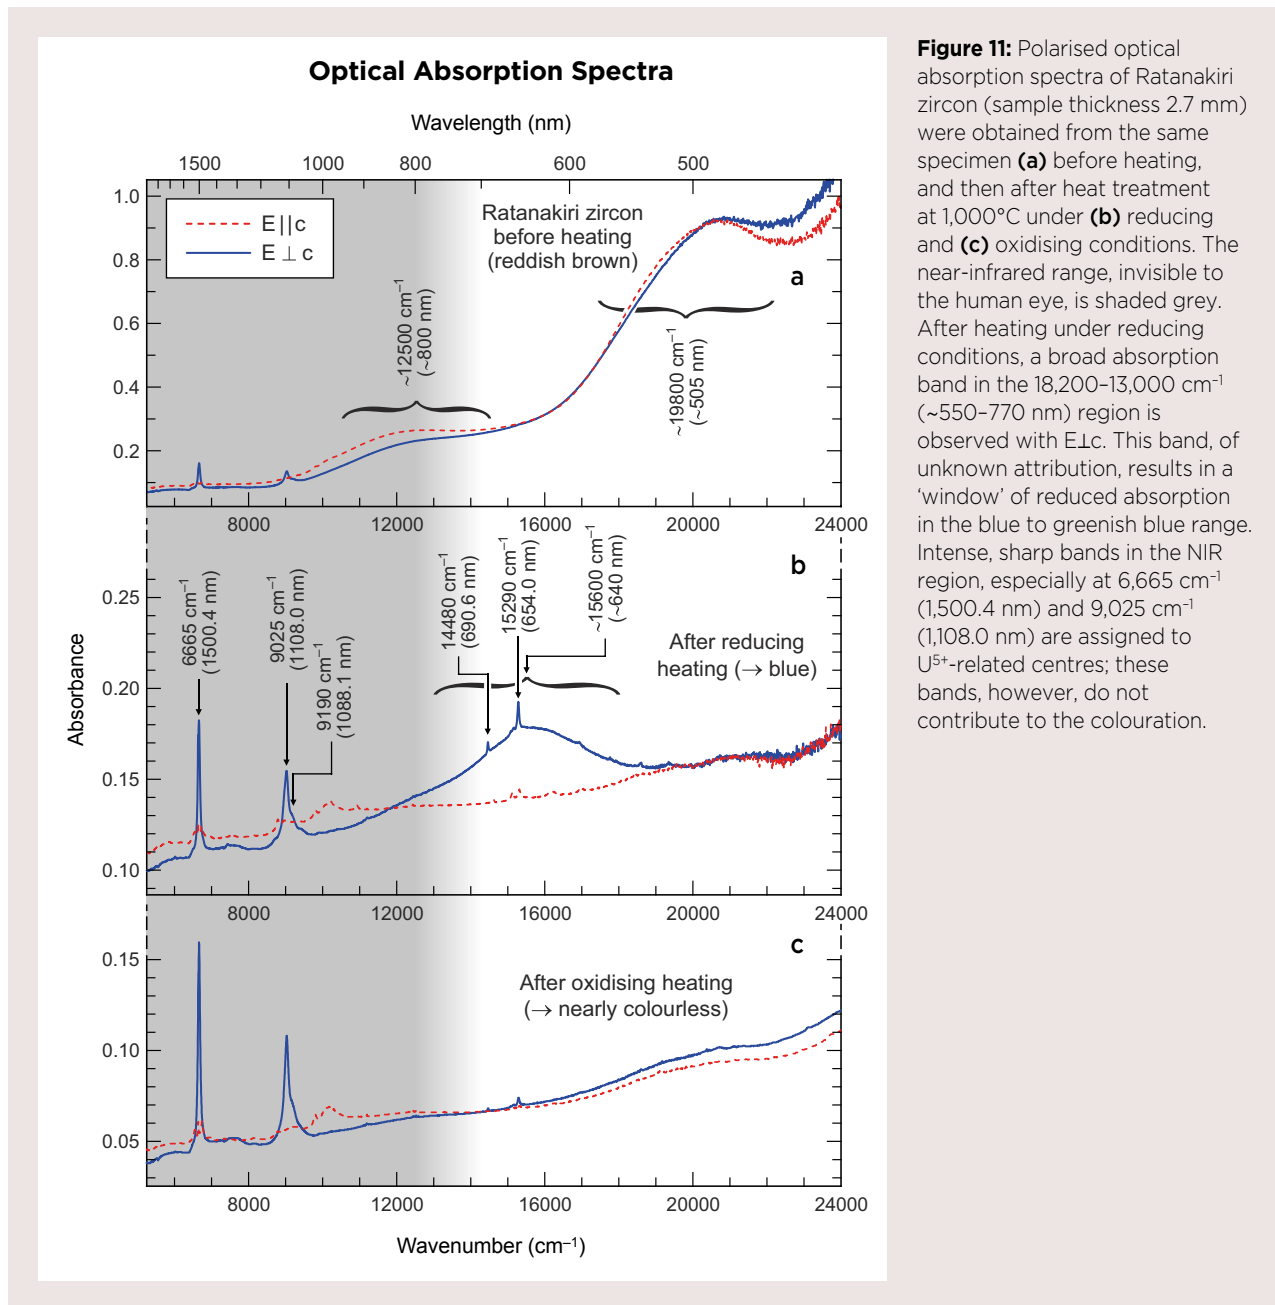 Optical Absorption Spectra
Wavelength (nm)
1500 1000 800 600 500
1.0
0.8
0.6
0.4
0.2
E||c
E ⊥ c
Ratanakiri zircon
before heating
(reddish brown)
a
~12500 cm⁻¹
(~800 nm)
~19800 cm⁻¹
(~505 nm)
8000 12000 16000 20000 24000
b
0.25
0.20
0.15
0.10
Absorbance
6665 cm⁻¹
(1500.4 nm)
9025 cm⁻¹
(1108.0 nm)
9190 cm⁻¹
(1088.1 nm)
14480 cm⁻¹
(690.6 nm)
15290 cm⁻¹
(654.0 nm)
~15600 cm⁻¹
(~640 nm)
After reducing
heating (→ blue)
8000 12000 16000 20000 24000
c
0.15
0.10
0.05
After oxidising heating
(→ nearly colourless)
8000 12000 16000 20000 24000
Wavenumber (cm⁻¹)
Figure 11: Polarised optical
absorption spectra of Ratanakiri
zircon (sample thickness 2.7 mm)
were obtained from the same
specimen (a) before heating,
and then after heat treatment
at 1,000°C under (b) reducing
and (c) oxidising conditions. The
near-infrared range, invisible to
the human eye, is shaded grey.
After heating under reducing
conditions, a broad absorption
band in the 18,200–13,000 cm⁻¹
(~550–770 nm) region is
observed with E⊥c. This band, of
unknown attribution, results in a
‘window’ of reduced absorption
in the blue to greenish blue range.
Intense, sharp bands in the NIR
region, especially at 6,665 cm⁻¹
(1,500.4 nm) and 9,025 cm⁻¹
(1,108.0 nm) are assigned to
U⁵⁺-related centres; these
bands, however, do not
contribute to the colouration.